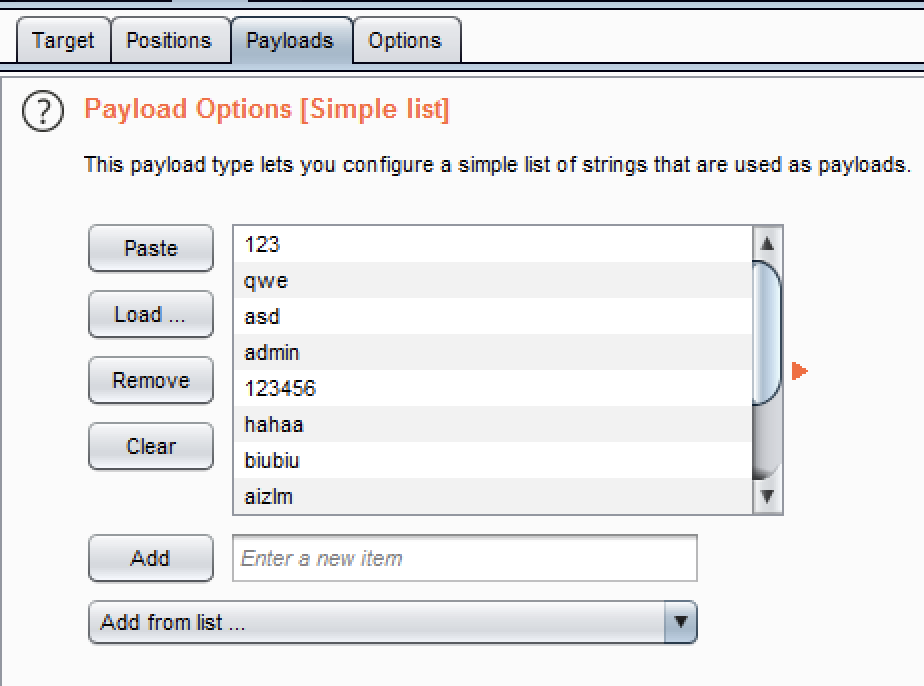 Target Positions Payloads Options
? Payload Options [Simple list]
This payload type lets you configure a simple list of strings that are used as payloads.
Paste
Load ...
Remove
Clear
123
qwe
asd
admin
123456
hahaa
biubiu
aizlm
Add Enter a new item
Add from list ...